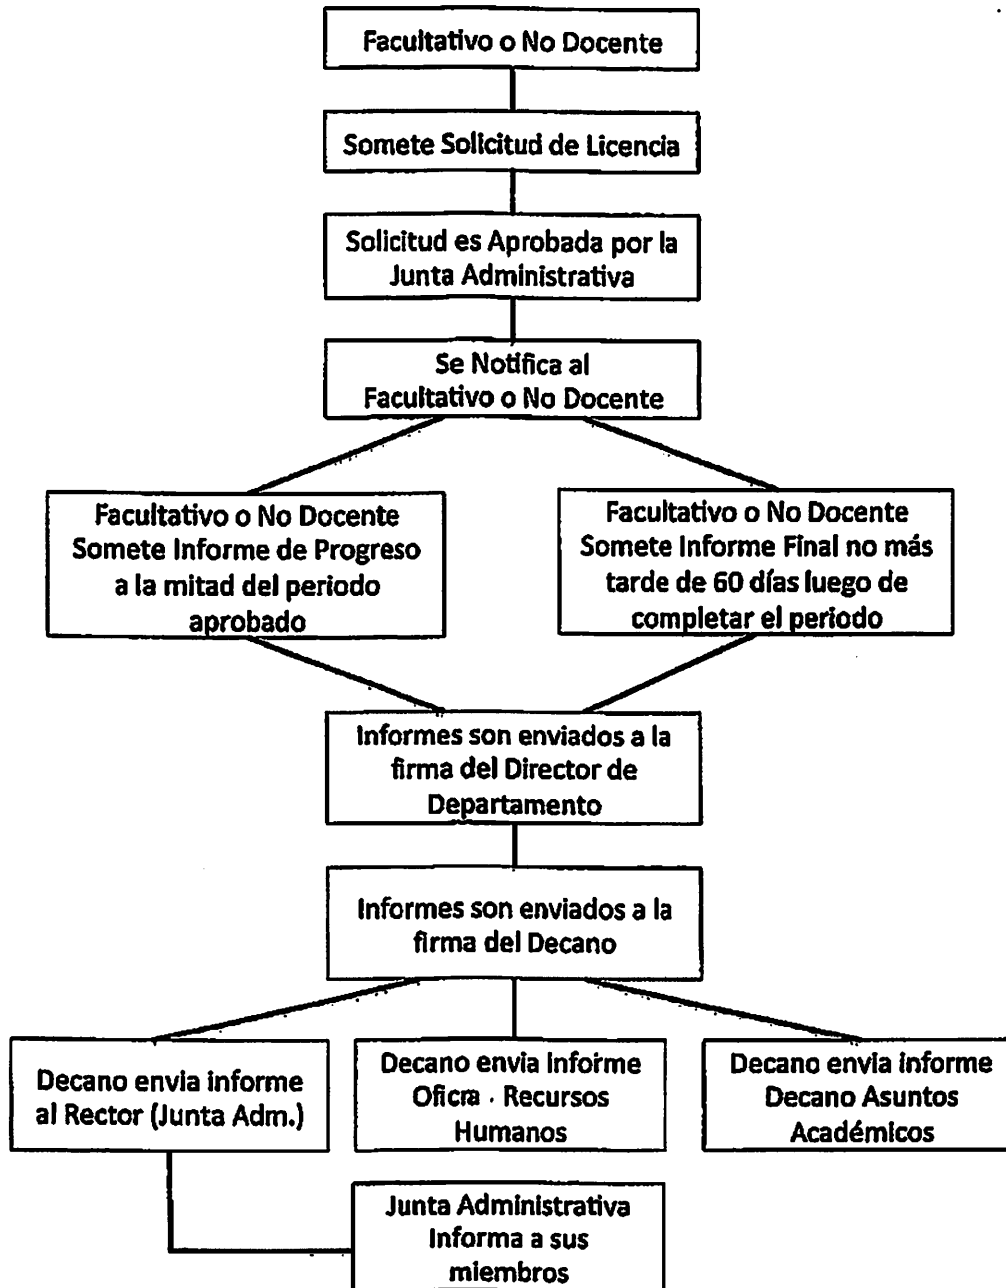 Facultativo o No Docente
Somete Solicitud de Licencia
Solicitud es Aprobada por la
Junta Administrativa
Se Notifica al
Facultativo o No Docente
Facultativo o No Docente
Somete Informe de Progreso
a la mitad del periodo
aprobado
Facultativo o No Docente
Somete Informe Final no más
tarde de 60 días luego de
completar el periodo
Informes son enviados a la
firma del Director de
Departamento
Informes son enviados a la
firma del Decano
Decano envia informe
al Rector (Junta Adm.)
Decano envia informe
Recursos
Humanos
Decano envia informe
Decano Asuntos
Académicos
Junta Administrativa
Informa a sus
miembros